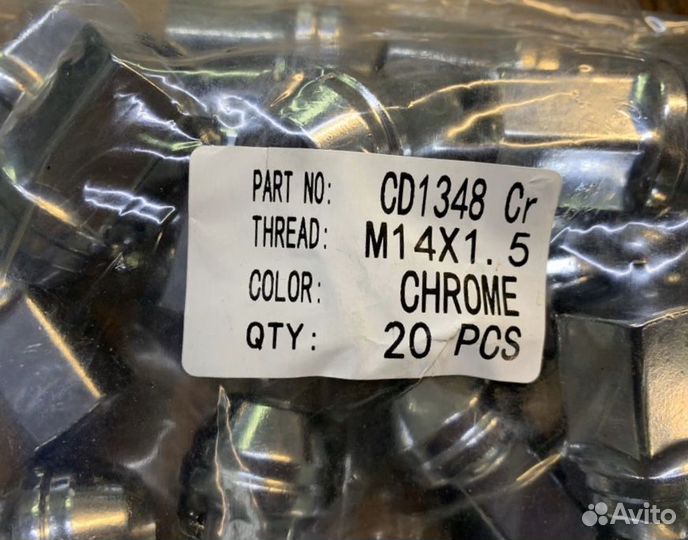 PART NO: CD1348 Cr
THREAD: M14X1.5
COLOR: CHROME
QTY: 20 PCS
Avito